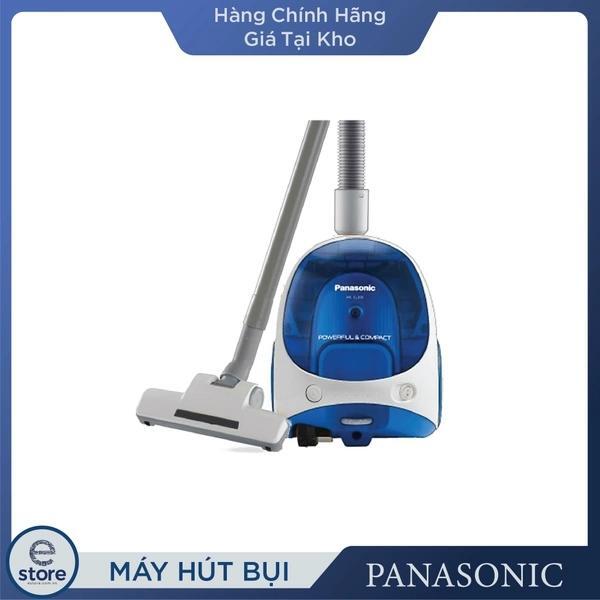 Hàng Chính Hãng
Giá Tại Kho
Panasonic
POWERFUL & COMPACT
e
store
MÁY HÚT BỤI
PANASONIC